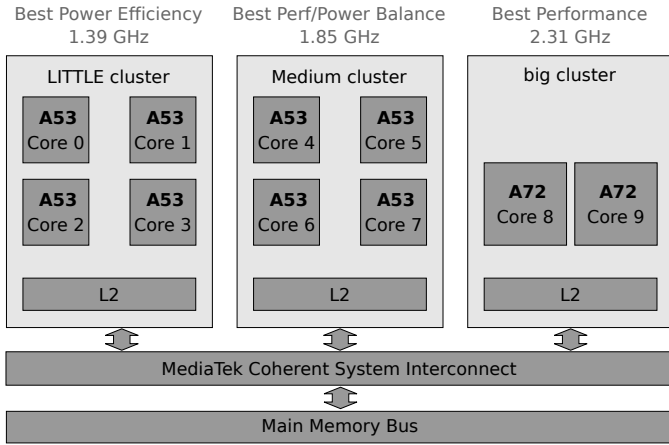 Best Power Efficiency
1.39 GHz
Best Perf/Power Balance
1.85 GHz
Best Performance
2.31 GHz
LITTLE cluster
A53
Core 0
A53
Core 1
A53
Core 2
A53
Core 3
L2
Medium cluster
A53
Core 4
A53
Core 5
A53
Core 6
A53
Core 7
L2
big cluster
A72
Core 8
A72
Core 9
L2
MediaTek Coherent System Interconnect
Main Memory Bus